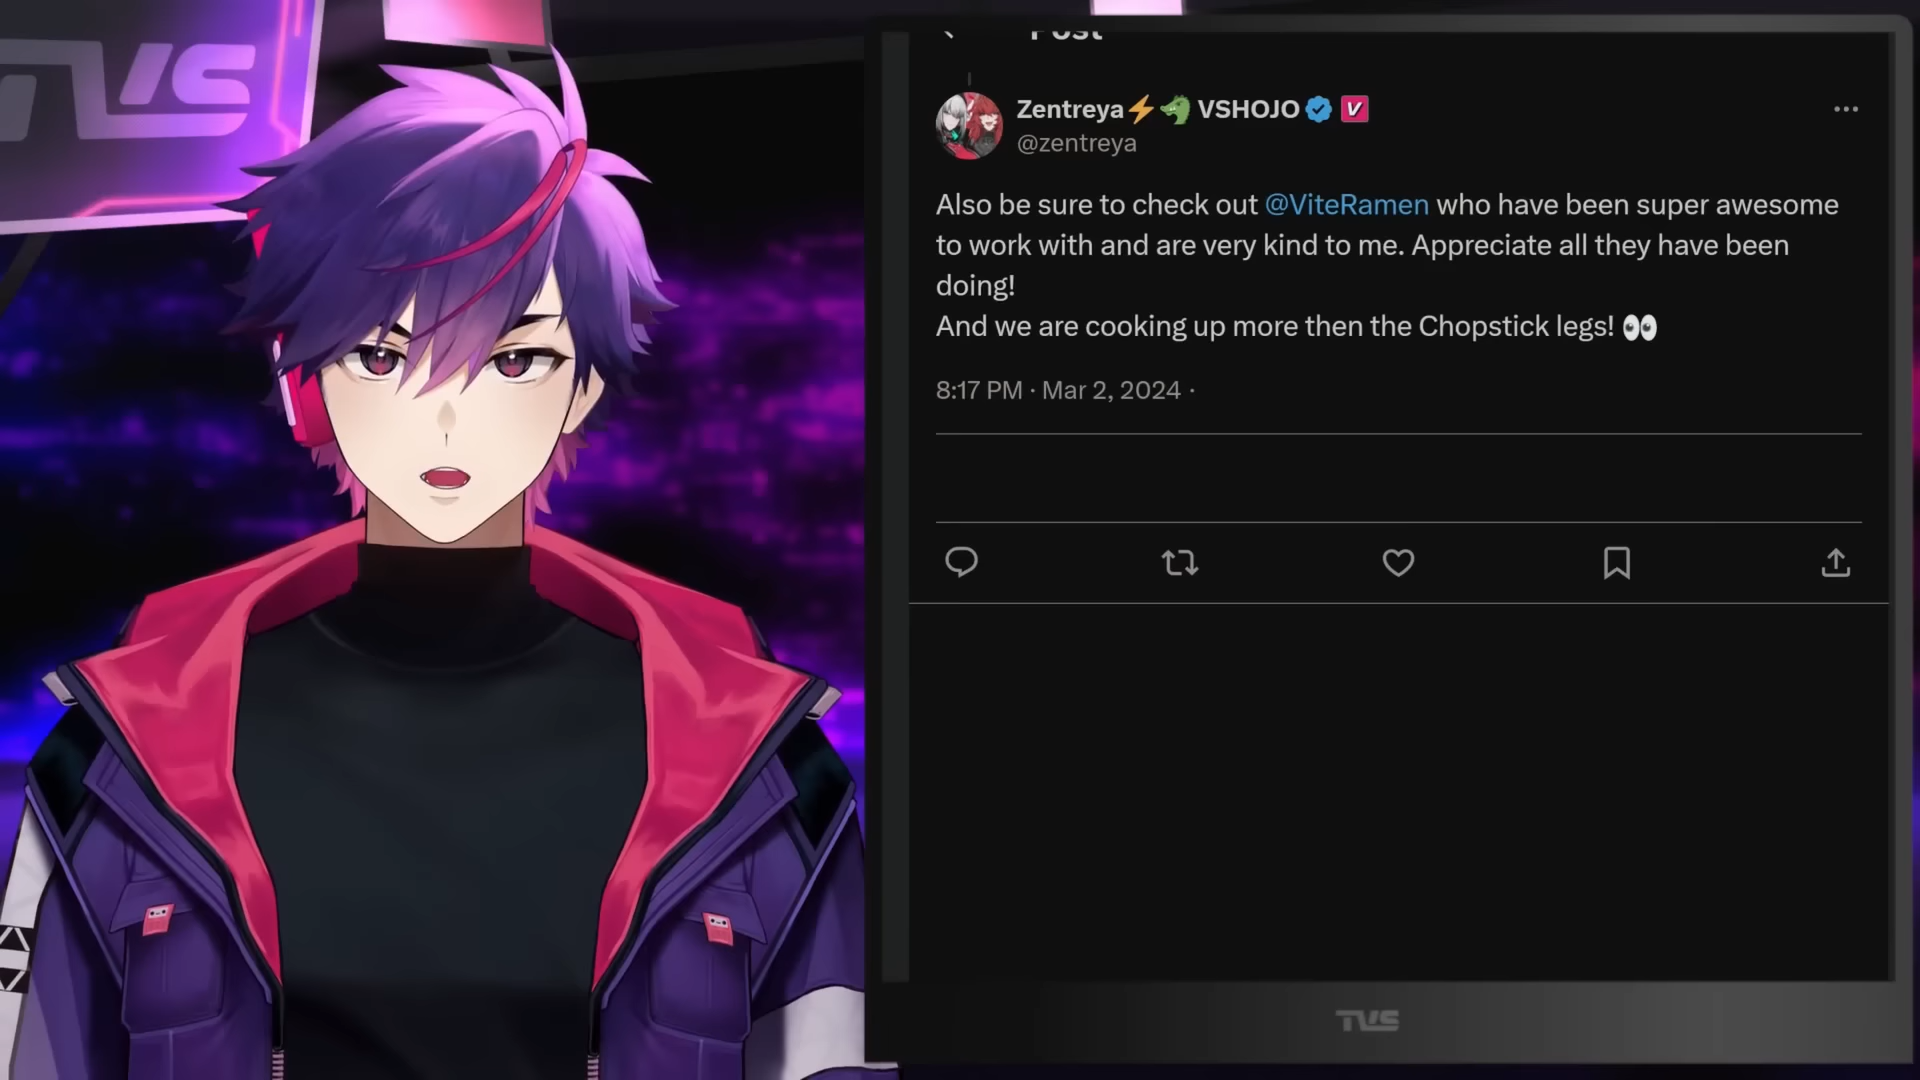 TVS
Post
Zentreya⚡🐲 VSHOJO
@zentreya
Also be sure to check out @ViteRamen who have been super awesome
to work with and are very kind to me. Appreciate all they have been
doing!
And we are cooking up more then the Chopstick legs! 👀
8:17 PM · Mar 2, 2024 ·
TVS